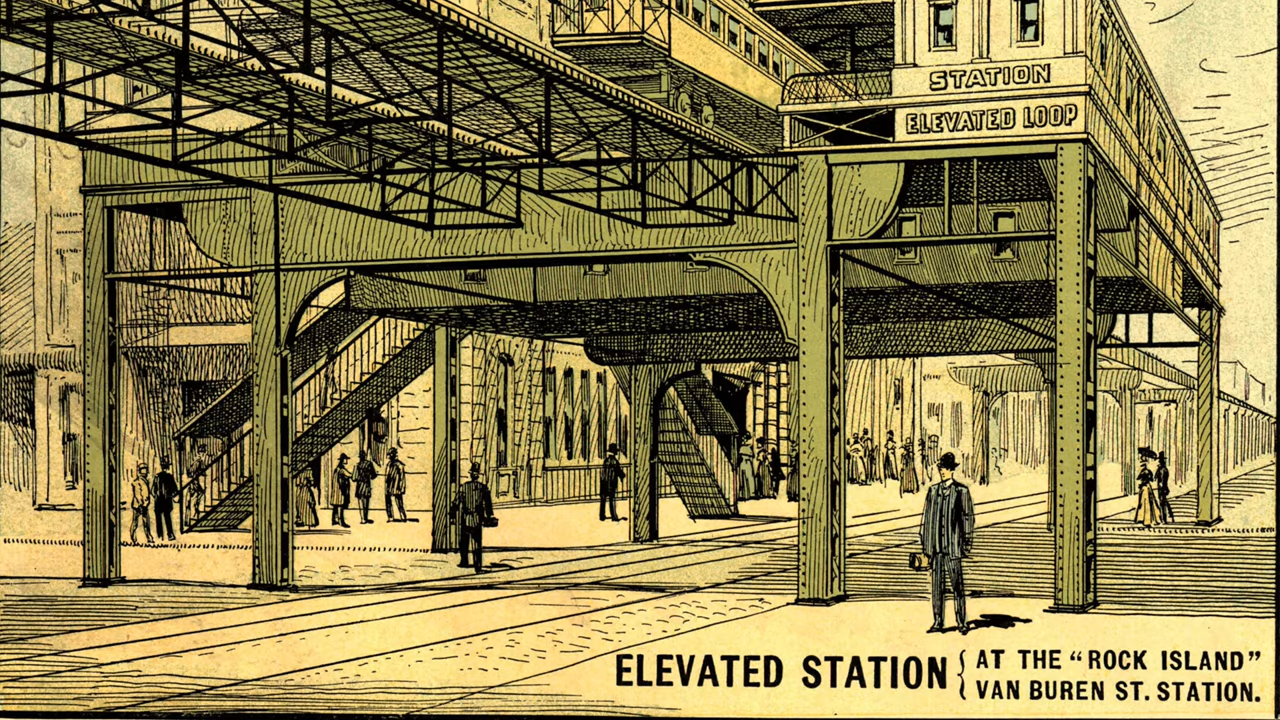 STATION
ELEVATED LOOP
ELEVATED STATION { AT THE "ROCK ISLAND"
VAN BUREN ST. STATION.